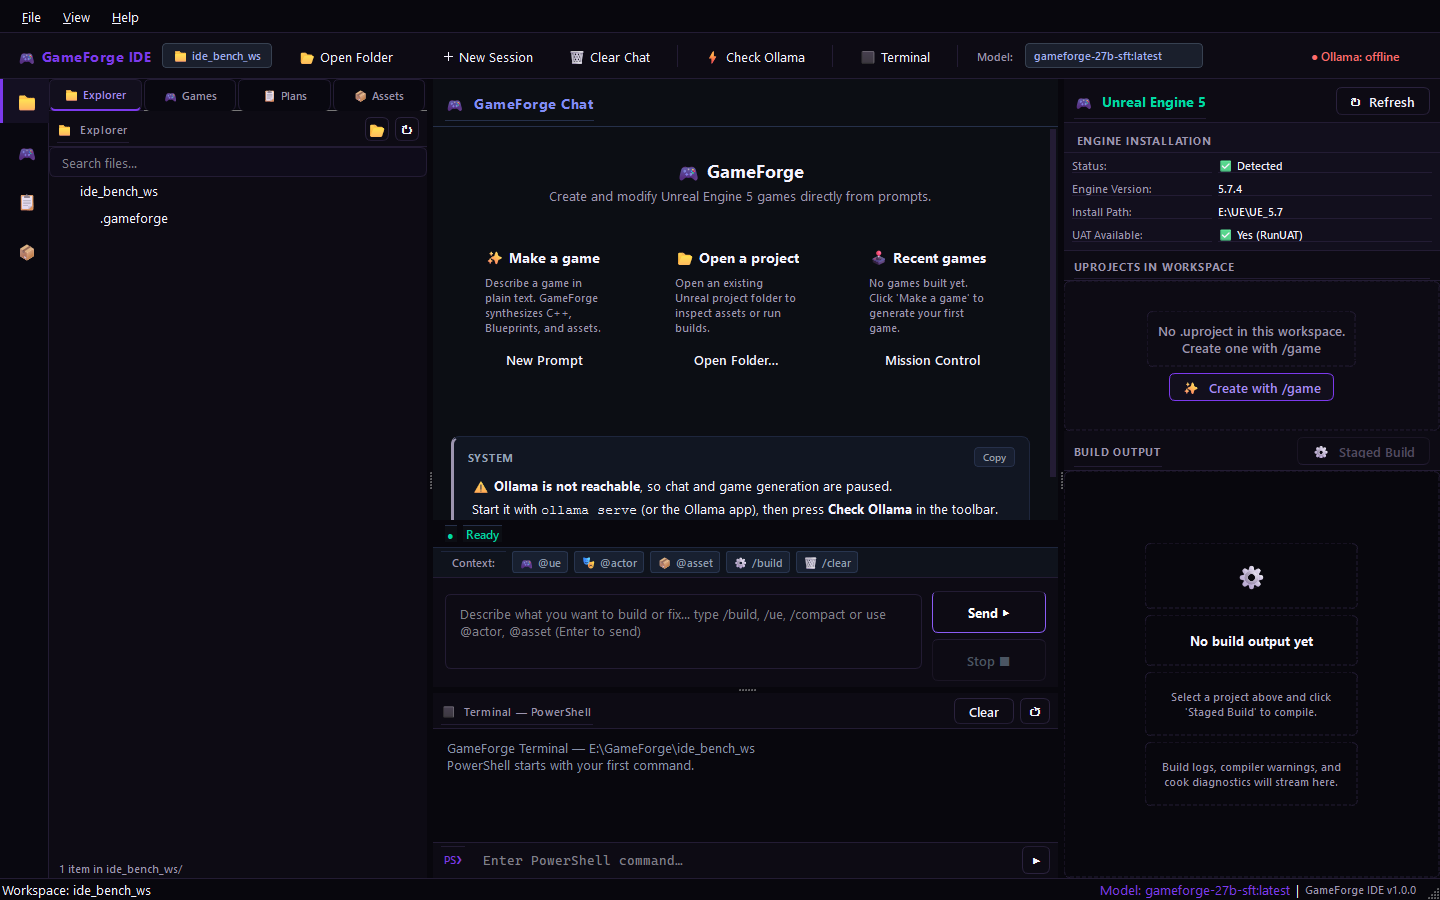 File View Help
GameForge IDE ide_bench_ws Open Folder + New Session Clear Chat Check Ollama Terminal Model: gameforge-27b-sft:latest ● Ollama: offline
Explorer Games Plans Assets
Explorer
Search files...
ide_bench_ws
.gameforge
1 item in ide_bench_ws/
GameForge Chat
GameForge
Create and modify Unreal Engine 5 games directly from prompts.
Make a game
Describe a game in
plain text. GameForge
synthesizes C++,
Blueprints, and assets.
New Prompt
Open a project
Open an existing
Unreal project folder to
inspect assets or run
builds.
Open Folder...
Recent games
No games built yet.
Click 'Make a game' to
generate your first
game.
Mission Control
SYSTEM Copy
Ollama is not reachable, so chat and game generation are paused.
Start it with ollama serve (or the Ollama app), then press Check Ollama in the toolbar.
● Ready
Context: @ue @actor @asset /build /clear
Describe what you want to build or fix... type /build, /ue, /compact or use
@actor, @asset (Enter to send)
Send ▶
Stop ■
Terminal — PowerShell Clear
GameForge Terminal — E:\GameForge\ide_bench_ws
PowerShell starts with your first command.
PS❯ Enter PowerShell command…
Unreal Engine 5 Refresh
ENGINE INSTALLATION
Status: ✅ Detected
Engine Version: 5.7.4
Install Path: E:\UE\UE_5.7
UAT Available: ✅ Yes (RunUAT)
UPROJECTS IN WORKSPACE
No .uproject in this workspace.
Create one with /game
Create with /game
BUILD OUTPUT Staged Build
No build output yet
Select a project above and click
'Staged Build' to compile.
Build logs, compiler warnings, and
cook diagnostics will stream here.
Workspace: ide_bench_ws Model: gameforge-27b-sft:latest | GameForge IDE v1.0.0